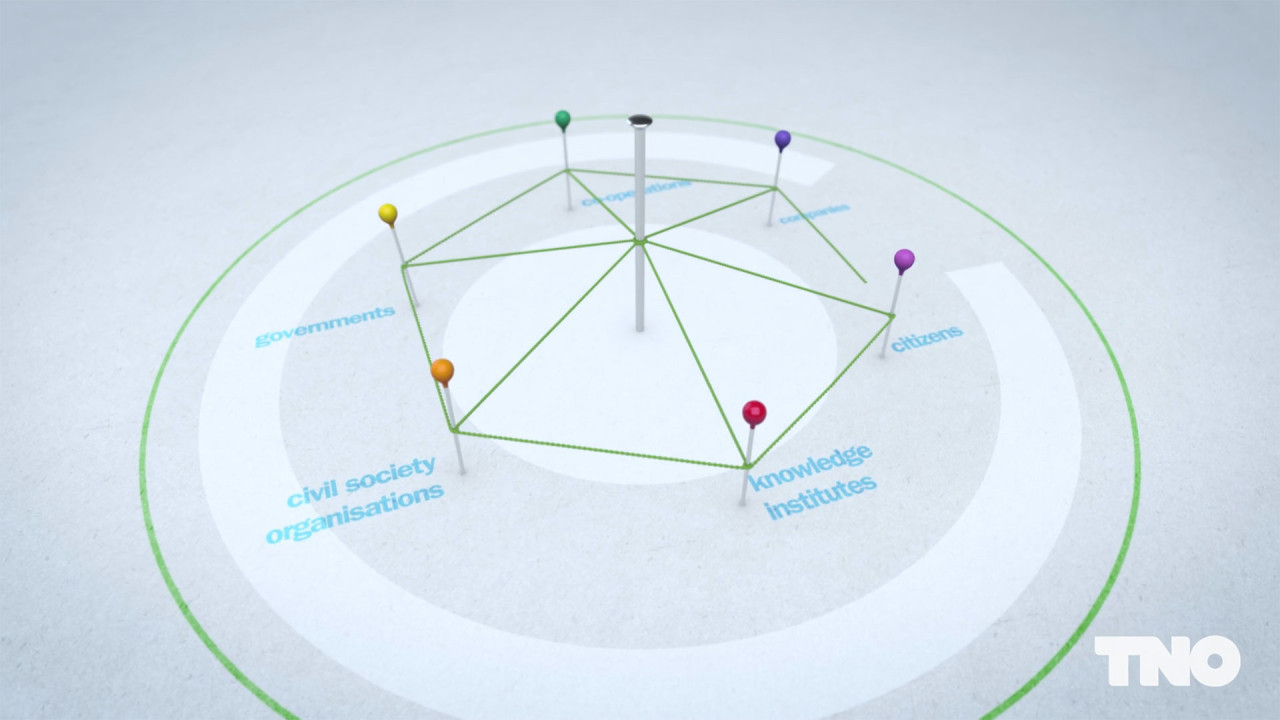 co-operations
companies
governments
citizens
civil society
organisations
knowledge
institutes
TNO